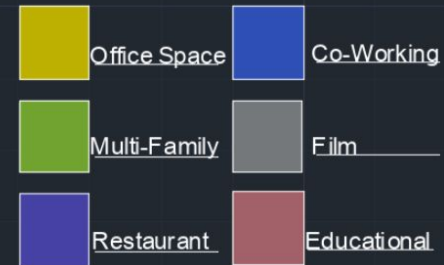 Office Space
Co-Working
Multi-Family
Film
Restaurant
Educational